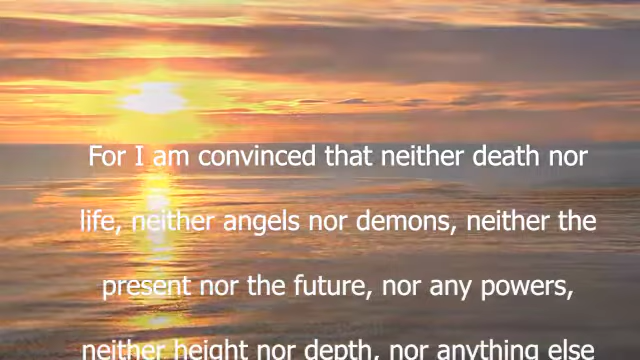 For I am convinced that neither death nor
life, neither angels nor demons, neither the
present nor the future, nor any powers,
neither height nor depth, nor anything else